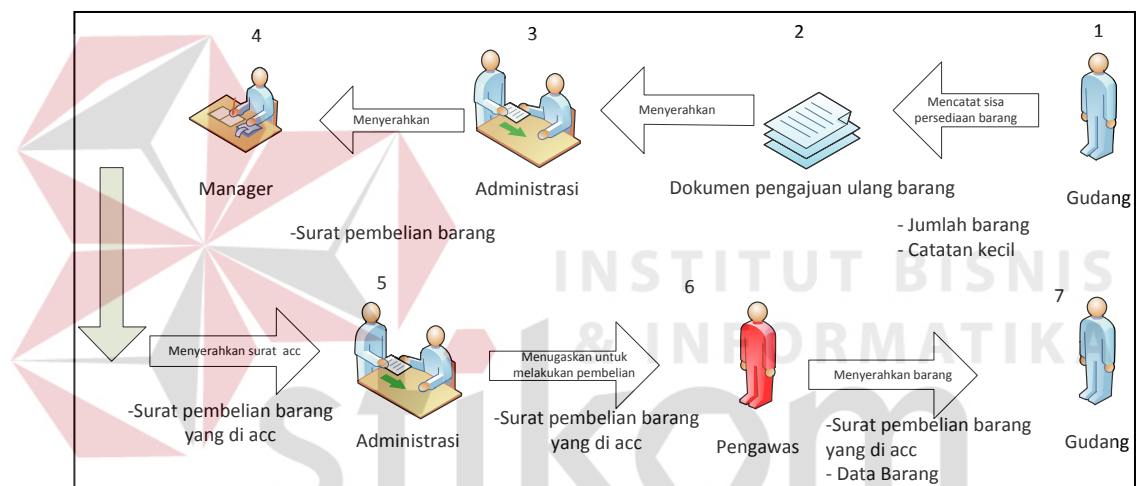 4
3
2
1
Menyerahkan
Menyerahkan
Mencatat sisa
persediaan barang
Manager
Administrasi
Dokumen pengajuan ulang barang
Gudang
-Surat pembelian barang
- Jumlah barang
- Catatan kecil
INSTITUT BISNIS
& INFORMATIKA
stikom
5
6
7
Menyerahkan surat acc
Menugaskan untuk
melakukan pembelian
Menyerahkan barang
-Surat pembelian barang
yang di acc
Administrasi
-Surat pembelian barang
yang di acc
Pengawas
-Surat pembelian barang
yang di acc
- Data Barang
Gudang